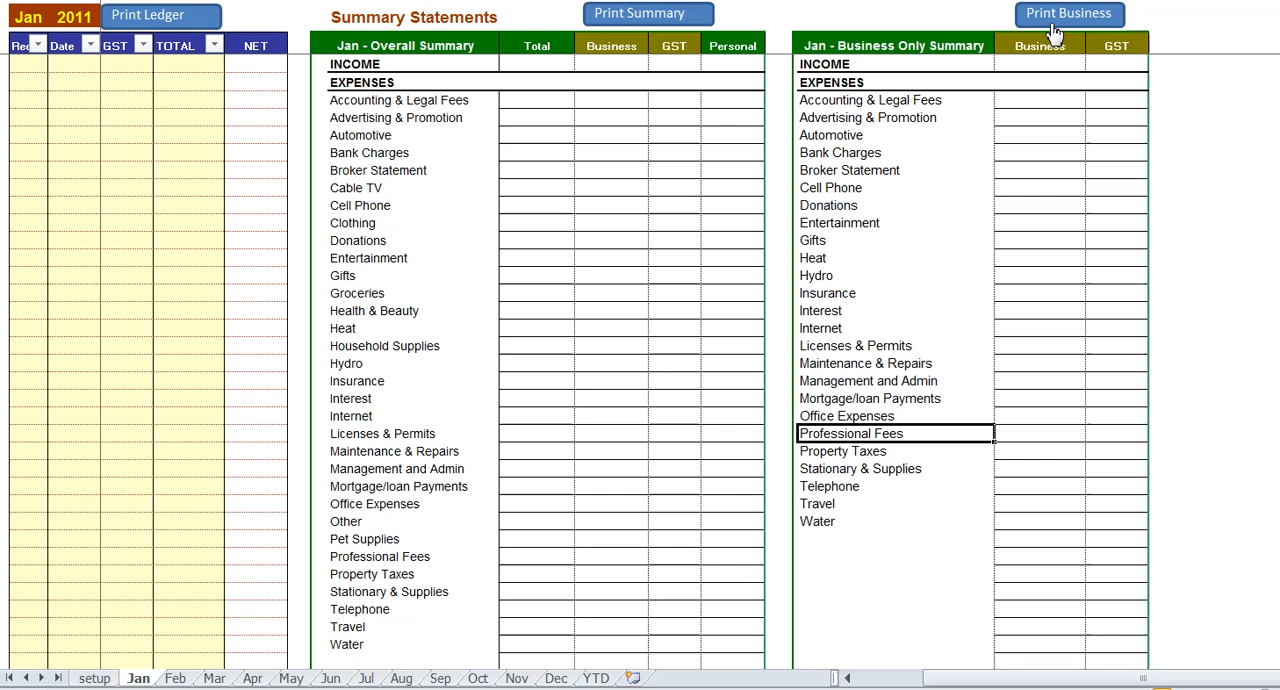 Jan 2011 Print Ledger
Rec Date GST TOTAL NET
Summary Statements Print Summary
Jan - Overall Summary Total Business GST Personal
INCOME
EXPENSES
Accounting & Legal Fees
Advertising & Promotion
Automotive
Bank Charges
Broker Statement
Cable TV
Cell Phone
Clothing
Donations
Entertainment
Gifts
Groceries
Health & Beauty
Heat
Household Supplies
Hydro
Insurance
Interest
Internet
Licenses & Permits
Maintenance & Repairs
Management and Admin
Mortgage/loan Payments
Office Expenses
Other
Pet Supplies
Professional Fees
Property Taxes
Stationary & Supplies
Telephone
Travel
Water
Print Business
Jan - Business Only Summary Business GST
INCOME
EXPENSES
Accounting & Legal Fees
Advertising & Promotion
Automotive
Bank Charges
Broker Statement
Cell Phone
Donations
Entertainment
Gifts
Heat
Hydro
Insurance
Interest
Internet
Licenses & Permits
Maintenance & Repairs
Management and Admin
Mortgage/loan Payments
Office Expenses
Professional Fees
Property Taxes
Stationary & Supplies
Telephone
Travel
Water
setup Jan Feb Mar Apr May Jun Jul Aug Sep Oct Nov Dec YTD